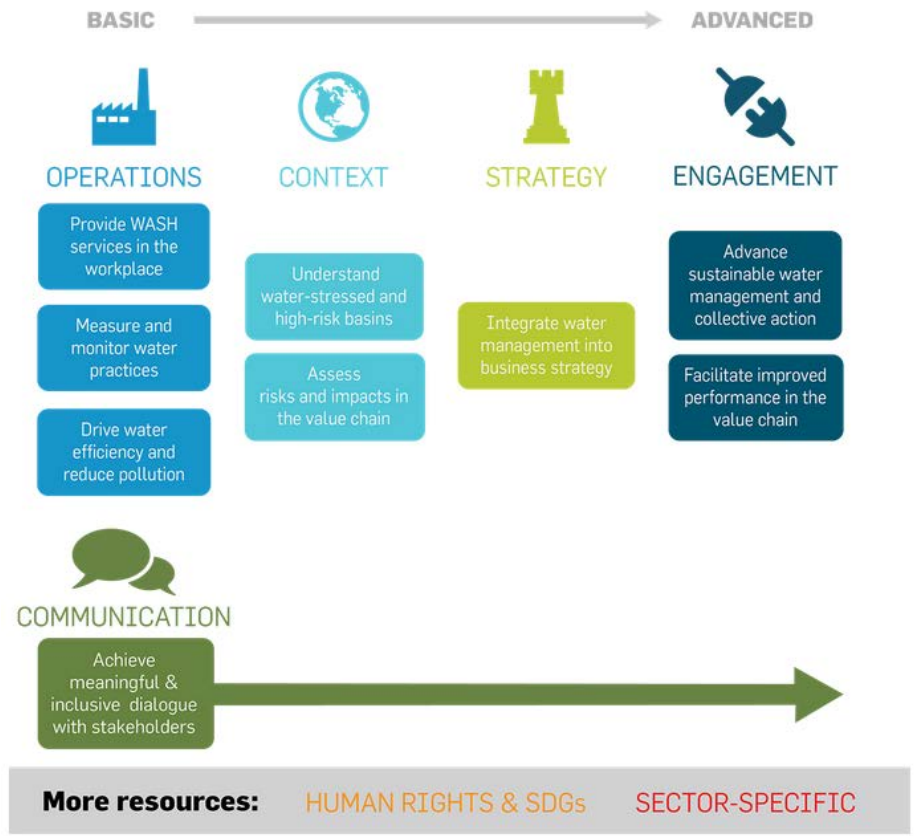 BASIC
ADVANCED
OPERATIONS
Provide WASH
services in the
workplace
Measure and
monitor water
practices
Drive water
efficiency and
reduce pollution
CONTEXT
Understand
water-stressed and
high-risk basins
Assess
risks and impacts in
the value chain
STRATEGY
Integrate water
management into
business strategy
ENGAGEMENT
Advance
sustainable water
management and
collective action
Facilitate improved
performance in the
value chain
COMMUNICATION
Achieve
meaningful &
inclusive dialogue
with stakeholders
More resources:
HUMAN RIGHTS & SDGs
SECTOR-SPECIFIC